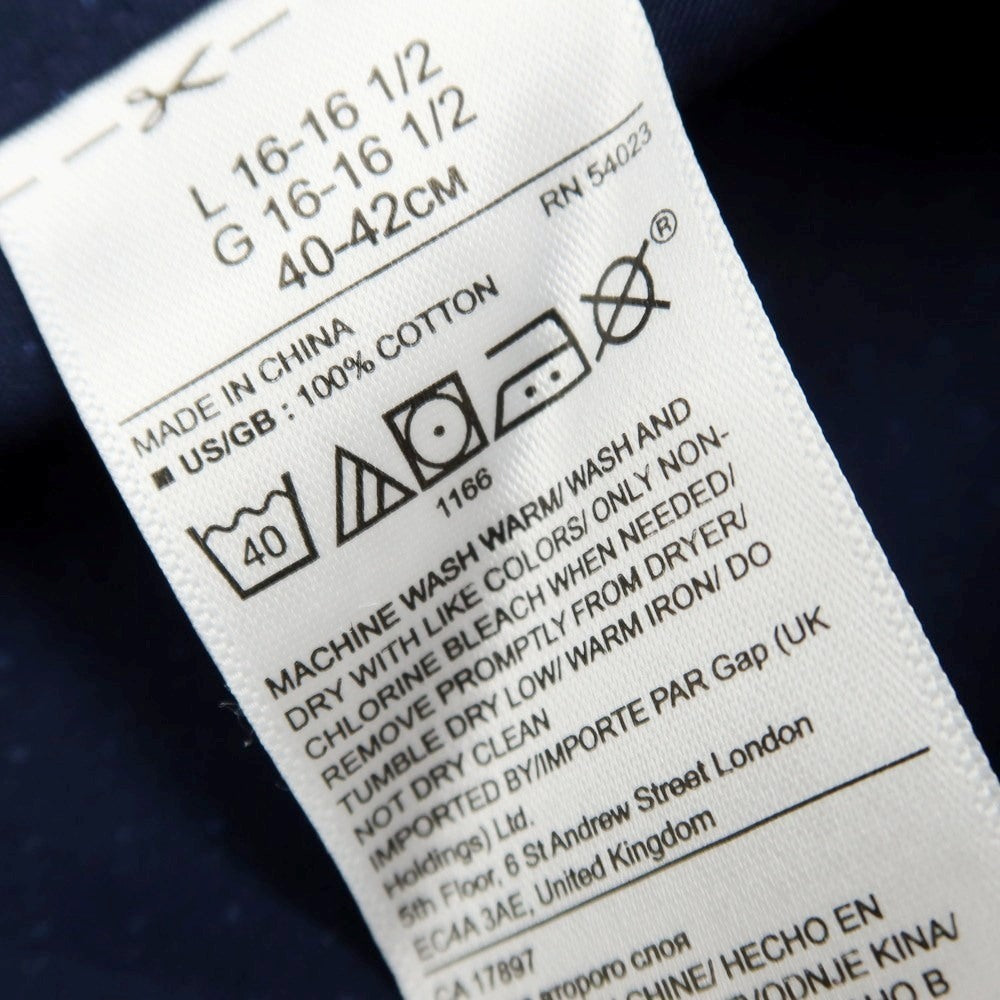 L 16-16 1/2
G 16-16 1/2
40-42CM
RN 54023
MADE IN CHINA
US/GB : 100% COTTON
®
40
1166
MACHINE WASH WARM/ WASH AND
DRY WITH LIKE COLORS/ ONLY NON-
CHLORINE BLEACH WHEN NEEDED/
REMOVE PROMPTLY FROM DRYER/
TUMBLE DRY LOW/ WARM IRON/ DO
NOT DRY CLEAN
IMPORTED BY/IMPORTE PAR Gap (UK
Holdings) Ltd.
5th Floor, 6 St Andrew Street London
EC4A 3AE, United Kingdom
CA 17897
второго слоя
HECHO EN
KINA/